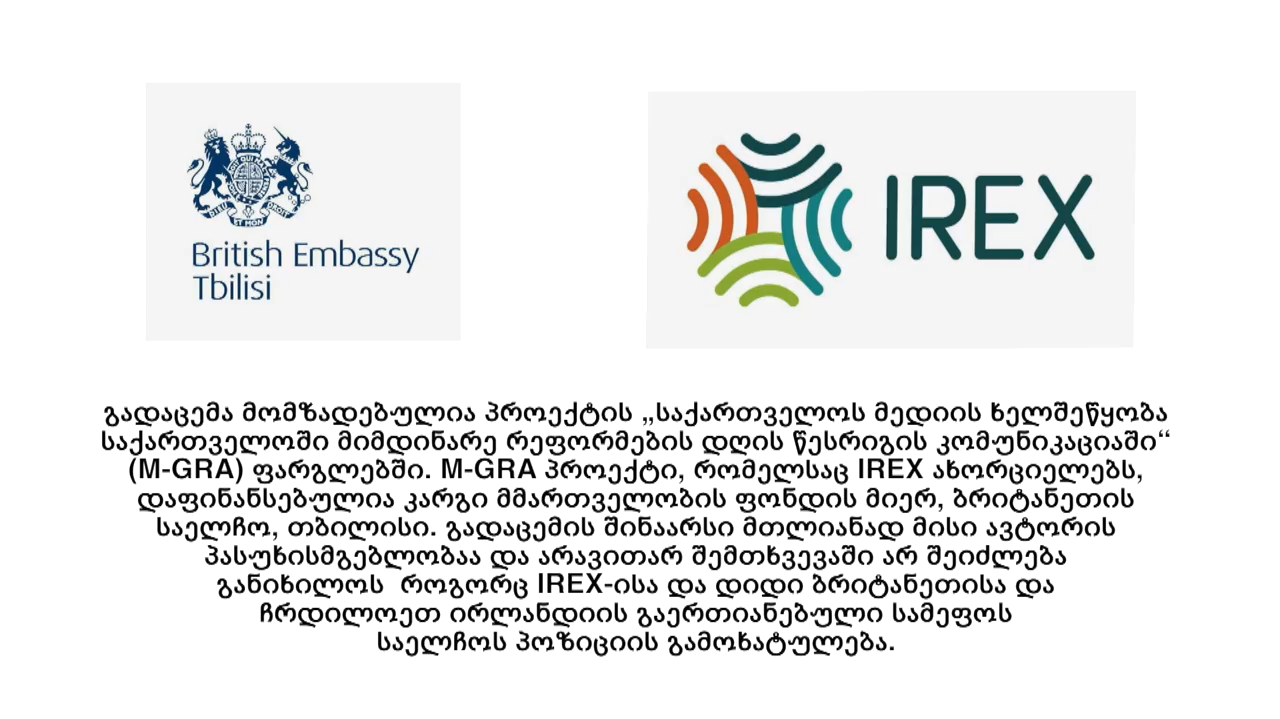 British Embassy
Tbilisi
IREX
გადაცემა მომზადებულია პროექტის „საქართველოს მედიის ხელშეწყობა
საქართველოში მიმდინარე რეფორმების დღის წესრიგის კომუნიკაციაში“
(M-GRA) ფარგლებში. M-GRA პროექტი, რომელსაც IREX ახორციელებს,
დაფინანსებულია კარგი მმართველობის ფონდის მიერ, ბრიტანეთის
საელჩო, თბილისი. გადაცემის შინაარსი მთლიანად მისი ავტორის
პასუხისმგებლობაა და არავითარ შემთხვევაში არ შეიძლება
განიხილოს როგორც IREX-ისა და დიდი ბრიტანეთისა და
ჩრდილოეთ ირლანდიის გაერთიანებული სამეფოს
საელჩოს პოზიციის გამოხატულება.